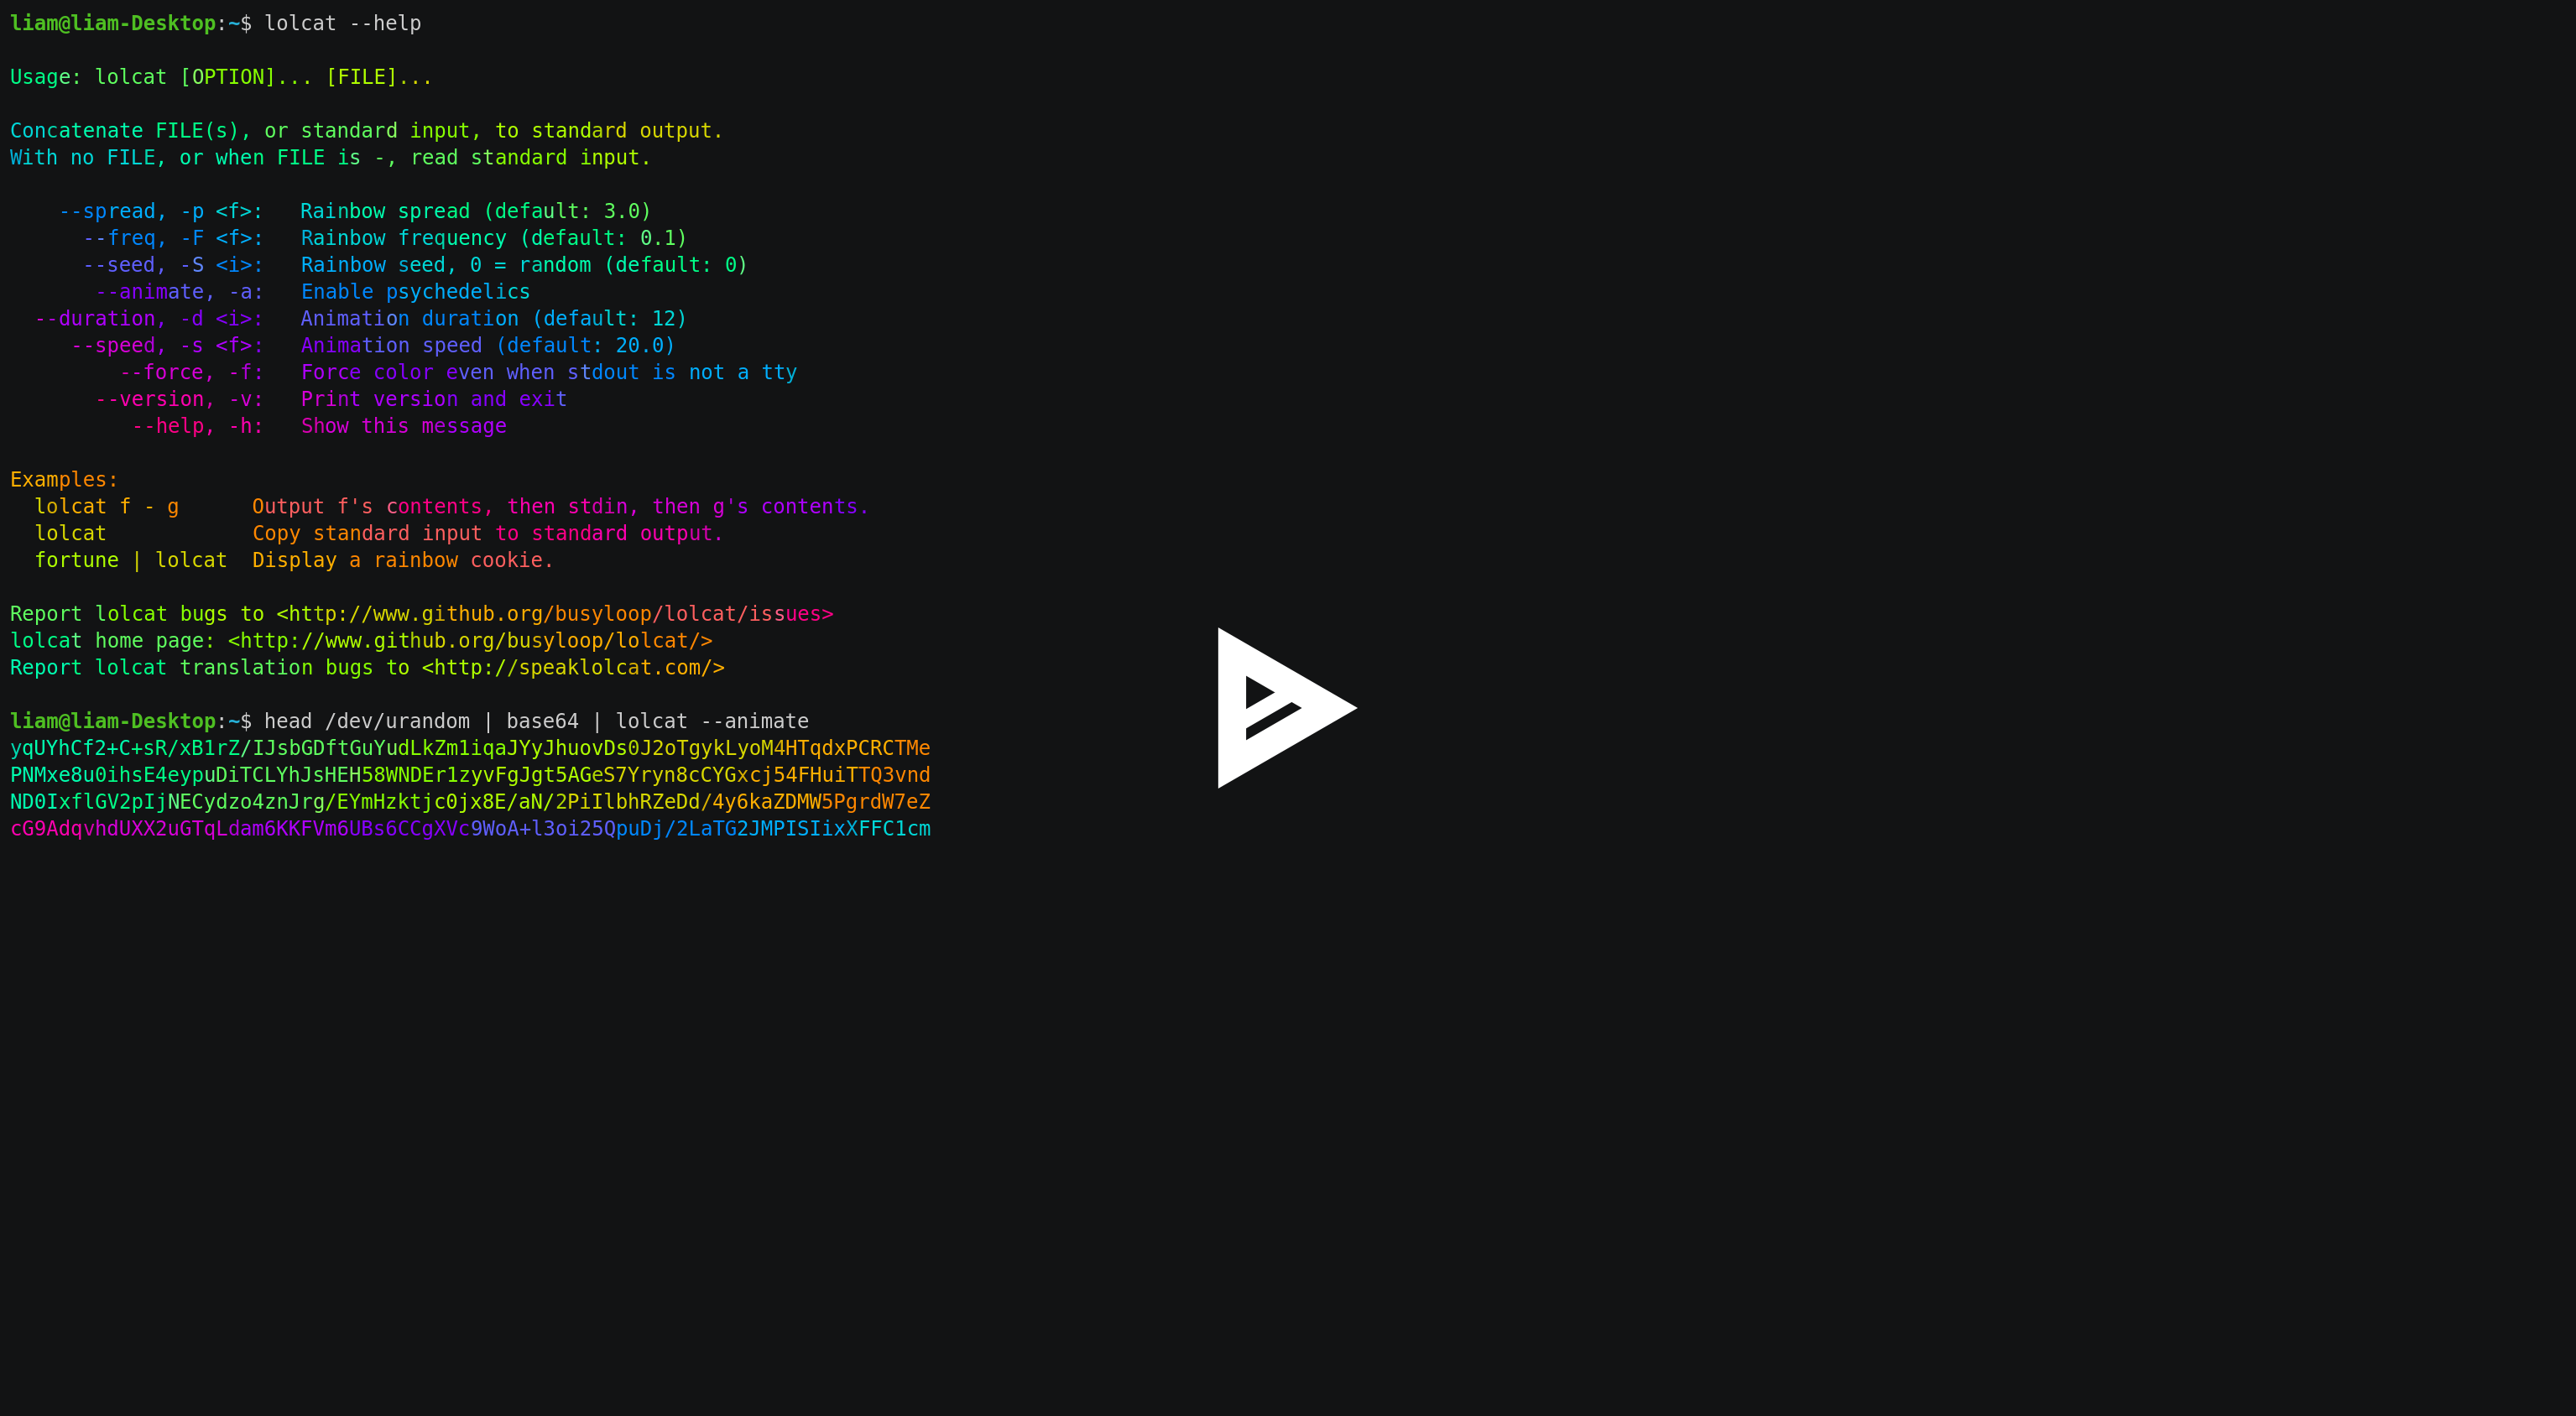 liam@liam-Desktop:~$ lolcat --help
Usage: lolcat [OPTION]... [FILE]...
Concatenate FILE(s), or standard input, to standard output.
With no FILE, or when FILE is -, read standard input.
--spread, -p <f>:   Rainbow spread (default: 3.0)
--freq, -F <f>:   Rainbow frequency (default: 0.1)
--seed, -S <i>:   Rainbow seed, 0 = random (default: 0)
--animate, -a:   Enable psychedelics
--duration, -d <i>:   Animation duration (default: 12)
--speed, -s <f>:   Animation speed (default: 20.0)
--force, -f:   Force color even when stdout is not a tty
--version, -v:   Print version and exit
--help, -h:   Show this message
Examples:
lolcat f - g      Output f's contents, then stdin, then g's contents.
lolcat            Copy standard input to standard output.
fortune | lolcat  Display a rainbow cookie.
Report lolcat bugs to <http://www.github.org/busyloop/lolcat/issues>
lolcat home page: <http://www.github.org/busyloop/lolcat/>
Report lolcat translation bugs to <http://speaklolcat.com/>
liam@liam-Desktop:~$ head /dev/urandom | base64 | lolcat --animate
yqUYhCf2+C+sR/xB1rZ/IJsbGDftGuYudLkZm1iqaJYyJhuovDs0J2oTgykLyoM4HTqdxPCRCTMe
PNMxe8u0ihsE4eypuDiTCLYhJsHEH58WNDEr1zyvFgJgt5AGeS7Yryn8cCYGxcj54FHuiTTQ3vnd
ND0IxflGV2pIjNECydzo4znJrg/EYmHzktjc0jx8E/aN/2PiIlbhRZeDd/4y6kaZDMW5PgrdW7eZ
cG9AdqvhdUXX2uGTqLdam6KKFVm6UBs6CCgXVc9WoA+l3oi25QpuDj/2LaTG2JMPISIixXFFC1cm